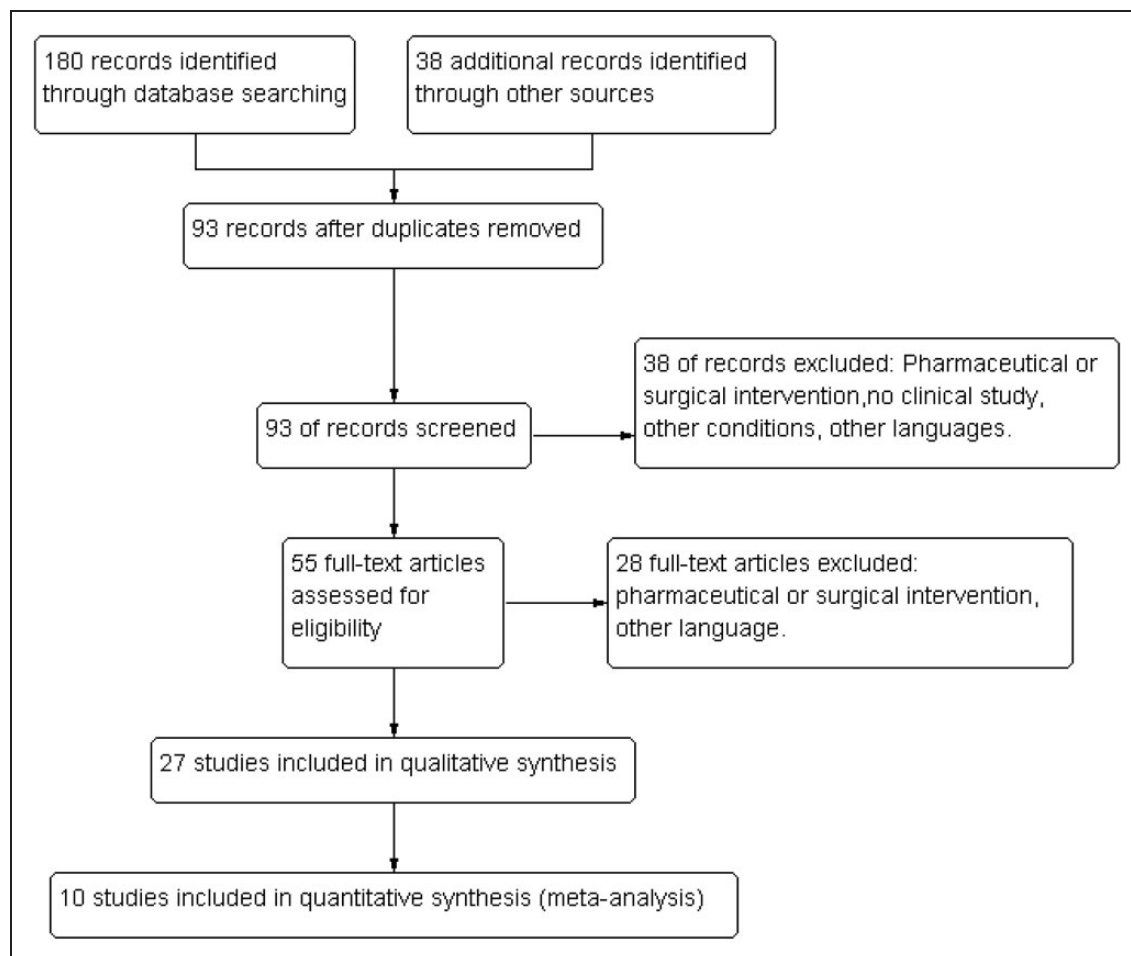 180 records identified
through database searching
38 additional records identified
through other sources
93 records after duplicates removed
38 of records excluded: Pharmaceutical or
surgical intervention,no clinical study,
other conditions, other languages.
93 of records screened
55 full-text articles
assessed for
eligibility
28 full-text articles excluded:
pharmaceutical or surgical intervention,
other language.
27 studies included in qualitative synthesis
10 studies included in quantitative synthesis (meta-analysis)